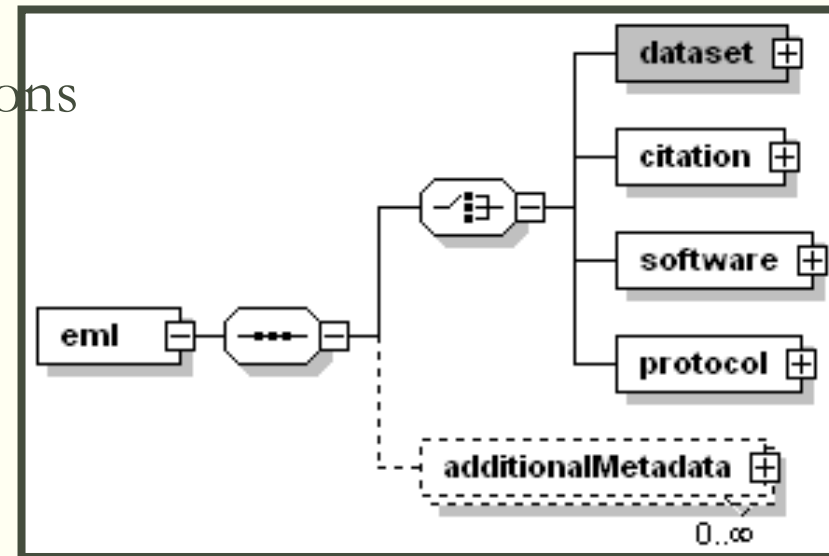 ons
dataset
citation
software
eml
protocol
additionalMetadata
0..∞